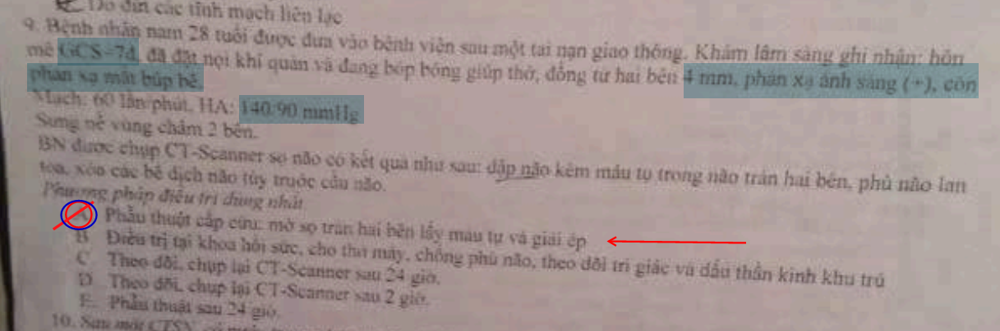 Do đứt các tĩnh mạch liên lạc
9. Bệnh nhân nam 28 tuổi được đưa vào bệnh viện sau một tai nạn giao thông. Khám lâm sàng ghi nhận: hôn
mê GCS=7đ, đã đặt nội khí quản và đang bóp bóng giúp thở, đồng tử hai bên 4 mm, phản xạ ánh sáng (+), còn
phản xạ mắt búp bê.
Mạch: 60 lần/phút, HA: 140/90 mmHg
Sưng nề vùng chẩm 2 bên.
BN được chụp CT-Scanner sọ não có kết quả như sau: dập não kèm máu tụ trong não trán hai bên, phù não lan
tỏa, xóa các bể dịch não tủy trước cầu não.
Phương pháp điều trị đúng nhất
A. Phẫu thuật cấp cứu: mở sọ trán hai bên lấy máu tụ và giải ép
B. Điều trị tại khoa hồi sức, cho thở máy, chống phù não, theo dõi tri giác và dấu thần kinh khu trú
C. Theo dõi, chụp lại CT-Scanner sau 24 giờ.
D. Theo dõi, chụp lại CT-Scanner sau 2 giờ.
E. Phẫu thuật sau 24 giờ.
10. Sau một CTSN